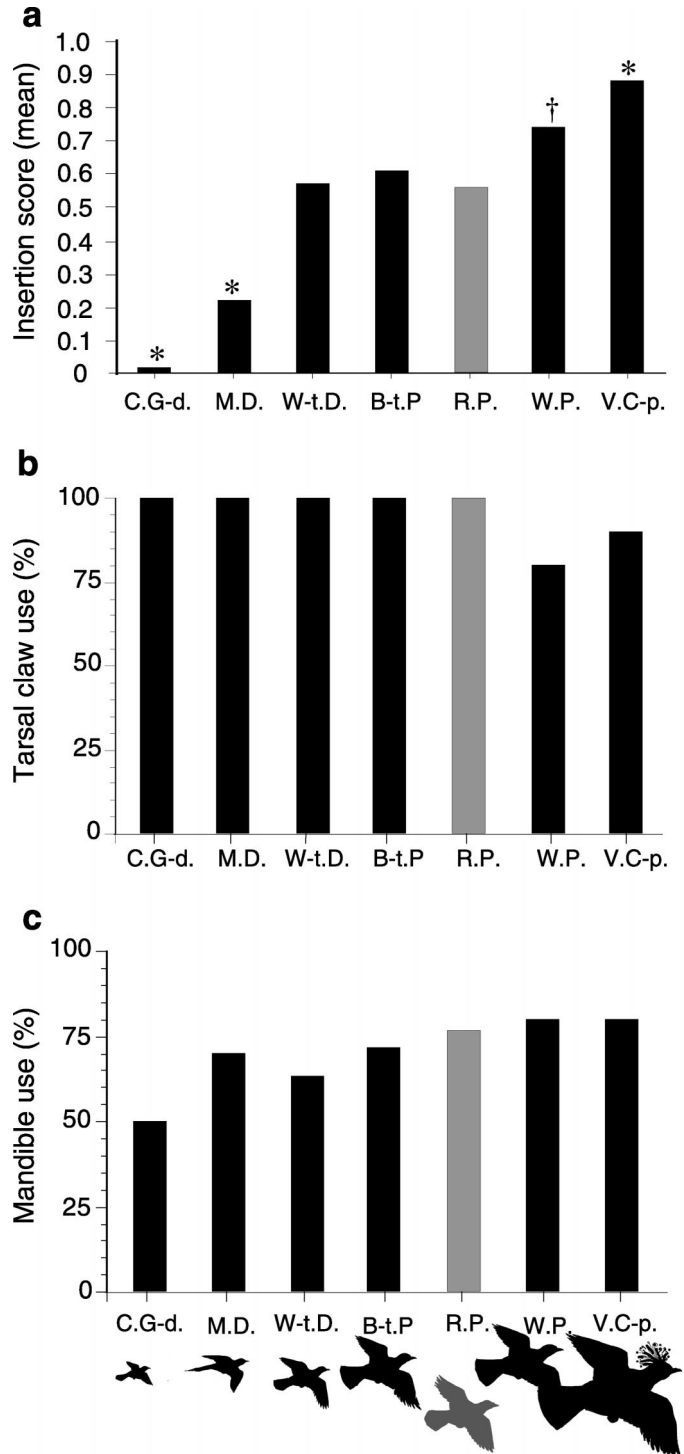 a
Insertion score (mean)
1.0
0.9
0.8
0.7
0.6
0.5
0.4
0.3
0.2
0.1
0
* * † *
C.G-d. M.D. W-t.D. B-t.P R.P. W.P. V.C-p.
b
Tarsal claw use (%)
100
75
50
25
0
C.G-d. M.D. W-t.D. B-t.P R.P. W.P. V.C-p.
c
Mandible use (%)
100
75
50
25
0
C.G-d. M.D. W-t.D. B-t.P R.P. W.P. V.C-p.